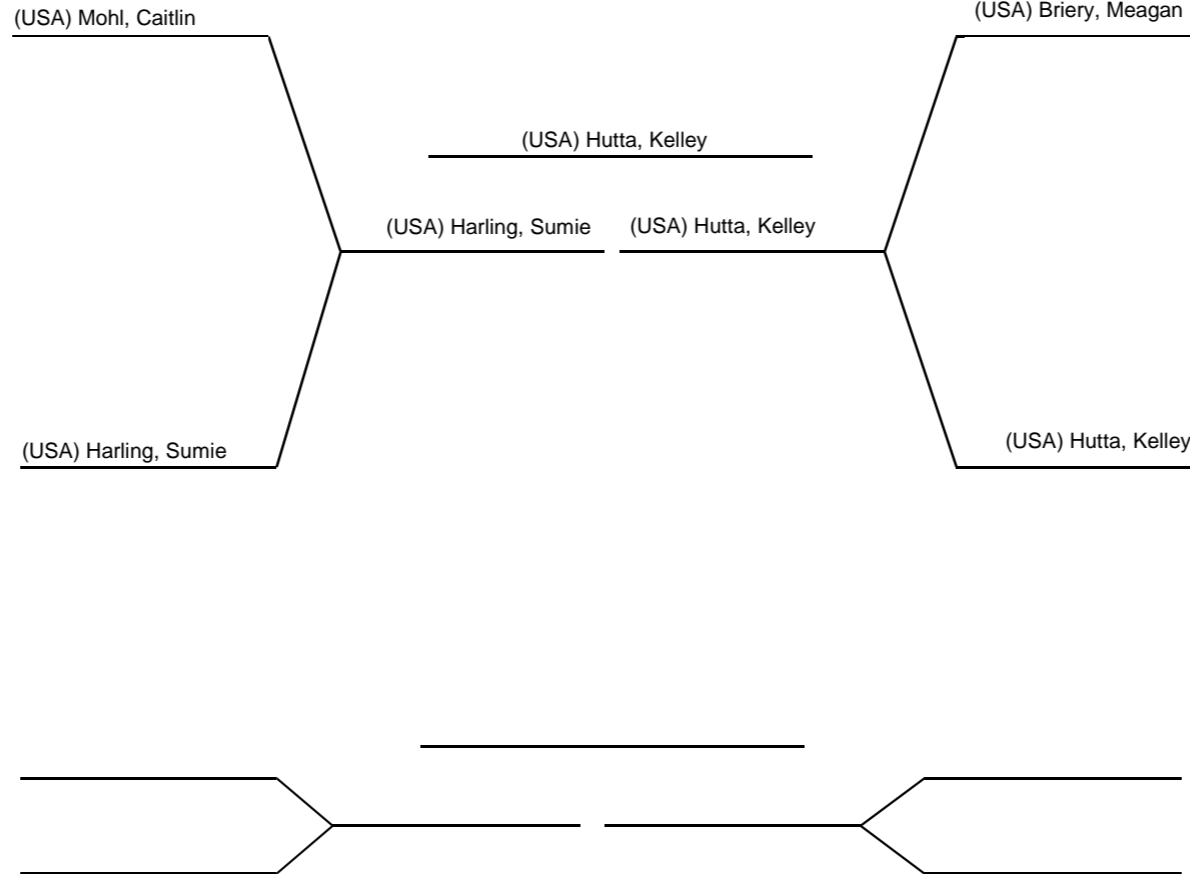 (USA) Mohl, Caitlin
(USA) Briery, Meagan
(USA) Hutta, Kelley
(USA) Harling, Sumie
(USA) Hutta, Kelley
(USA) Harling, Sumie
(USA) Hutta, Kelley